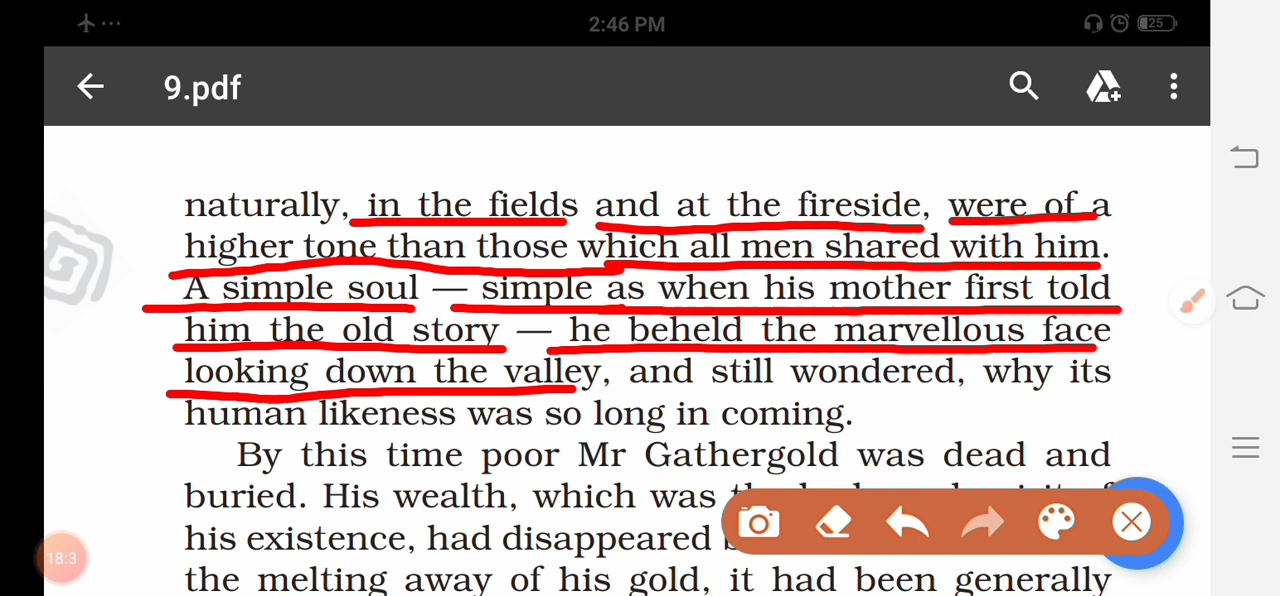 2:46 PM
25
9.pdf
naturally, in the fields and at the fireside, were of a
higher tone than those which all men shared with him.
A simple soul — simple as when his mother first told
him the old story — he beheld the marvellous face
looking down the valley, and still wondered, why its
human likeness was so long in coming.
By this time poor Mr Gathergold was dead and
buried. His wealth, which was
his existence, had disappeared
the melting away of his gold, it had been generally
18:3